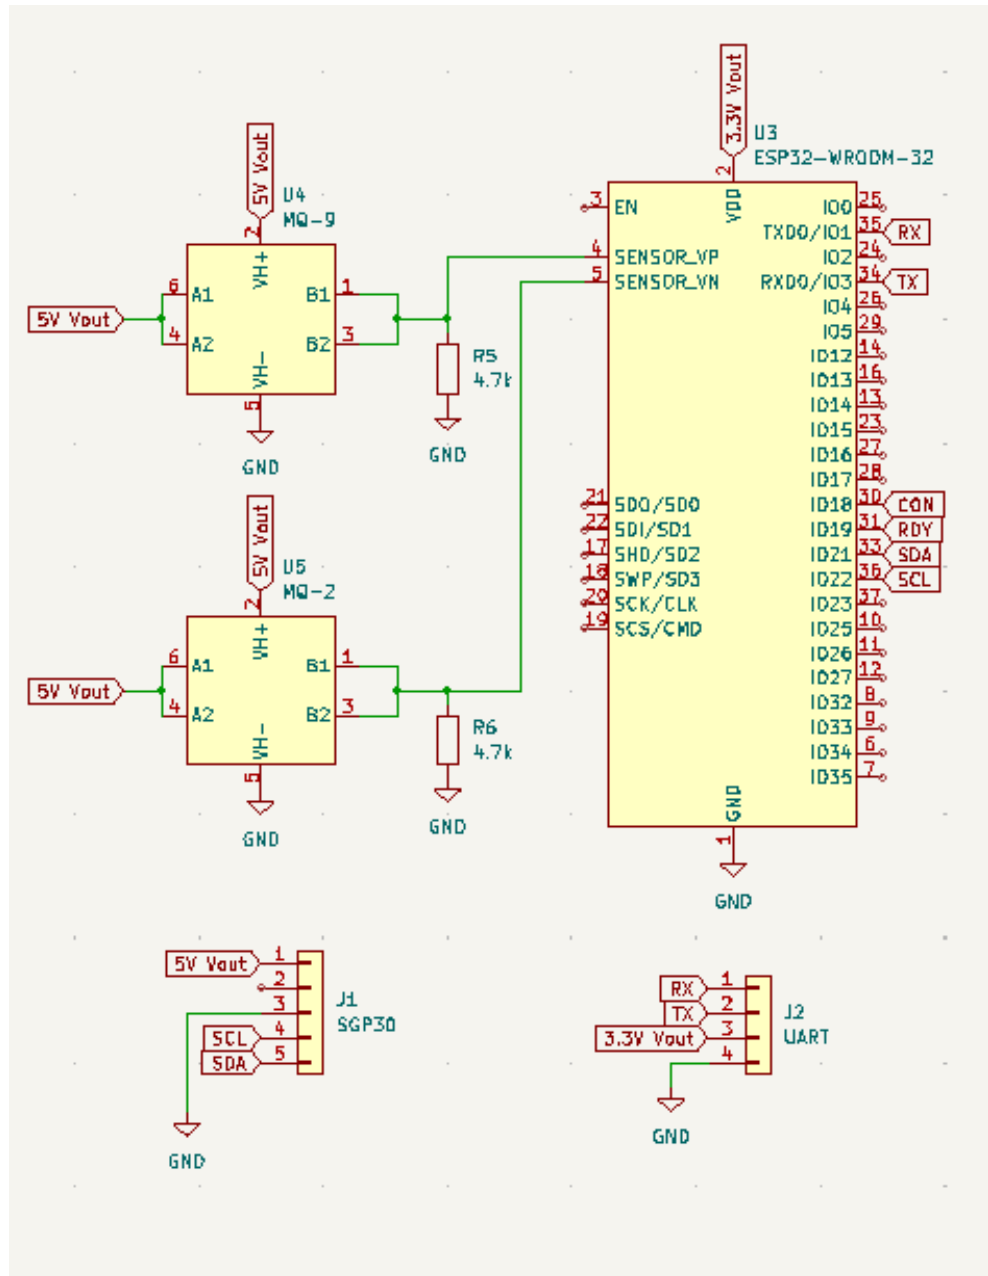 3.3V Vout
U3
ESP32-WRODM-32
2
VDD
3
EN
4
SENSOR_VP
5
SENSOR_VN
21
SDO/SD0
22
SDI/SD1
17
SHD/SD2
18
SWP/SD3
20
SCK/CLK
19
SCS/CMD
IO0
25
TXD0/IO1
35
RX
IO2
24
RXD0/IO3
34
TX
IO4
26
IO5
29
IO12
14
IO13
16
IO14
13
IO15
23
IO16
27
IO17
28
IO18
30
CON
IO19
31
RDY
IO21
33
SDA
IO22
36
SCL
IO23
37
IO25
10
IO26
11
IO27
12
IO32
8
IO33
9
IO34
6
IO35
7
GND
1
GND
5V Vout
U4
MQ-9
2
VH+
5V Vout
6
A1
4
A2
B1
1
B2
3
VH-
5
GND
R5
4.7k
GND
5V Vout
U5
MQ-2
2
VH+
5V Vout
6
A1
4
A2
B1
1
B2
3
VH-
5
GND
R6
4.7k
GND
5V Vout
1
2
3
SCL
4
SDA
5
J1
SGP30
GND
RX
1
TX
2
3.3V Vout
3
4
J2
UART
GND